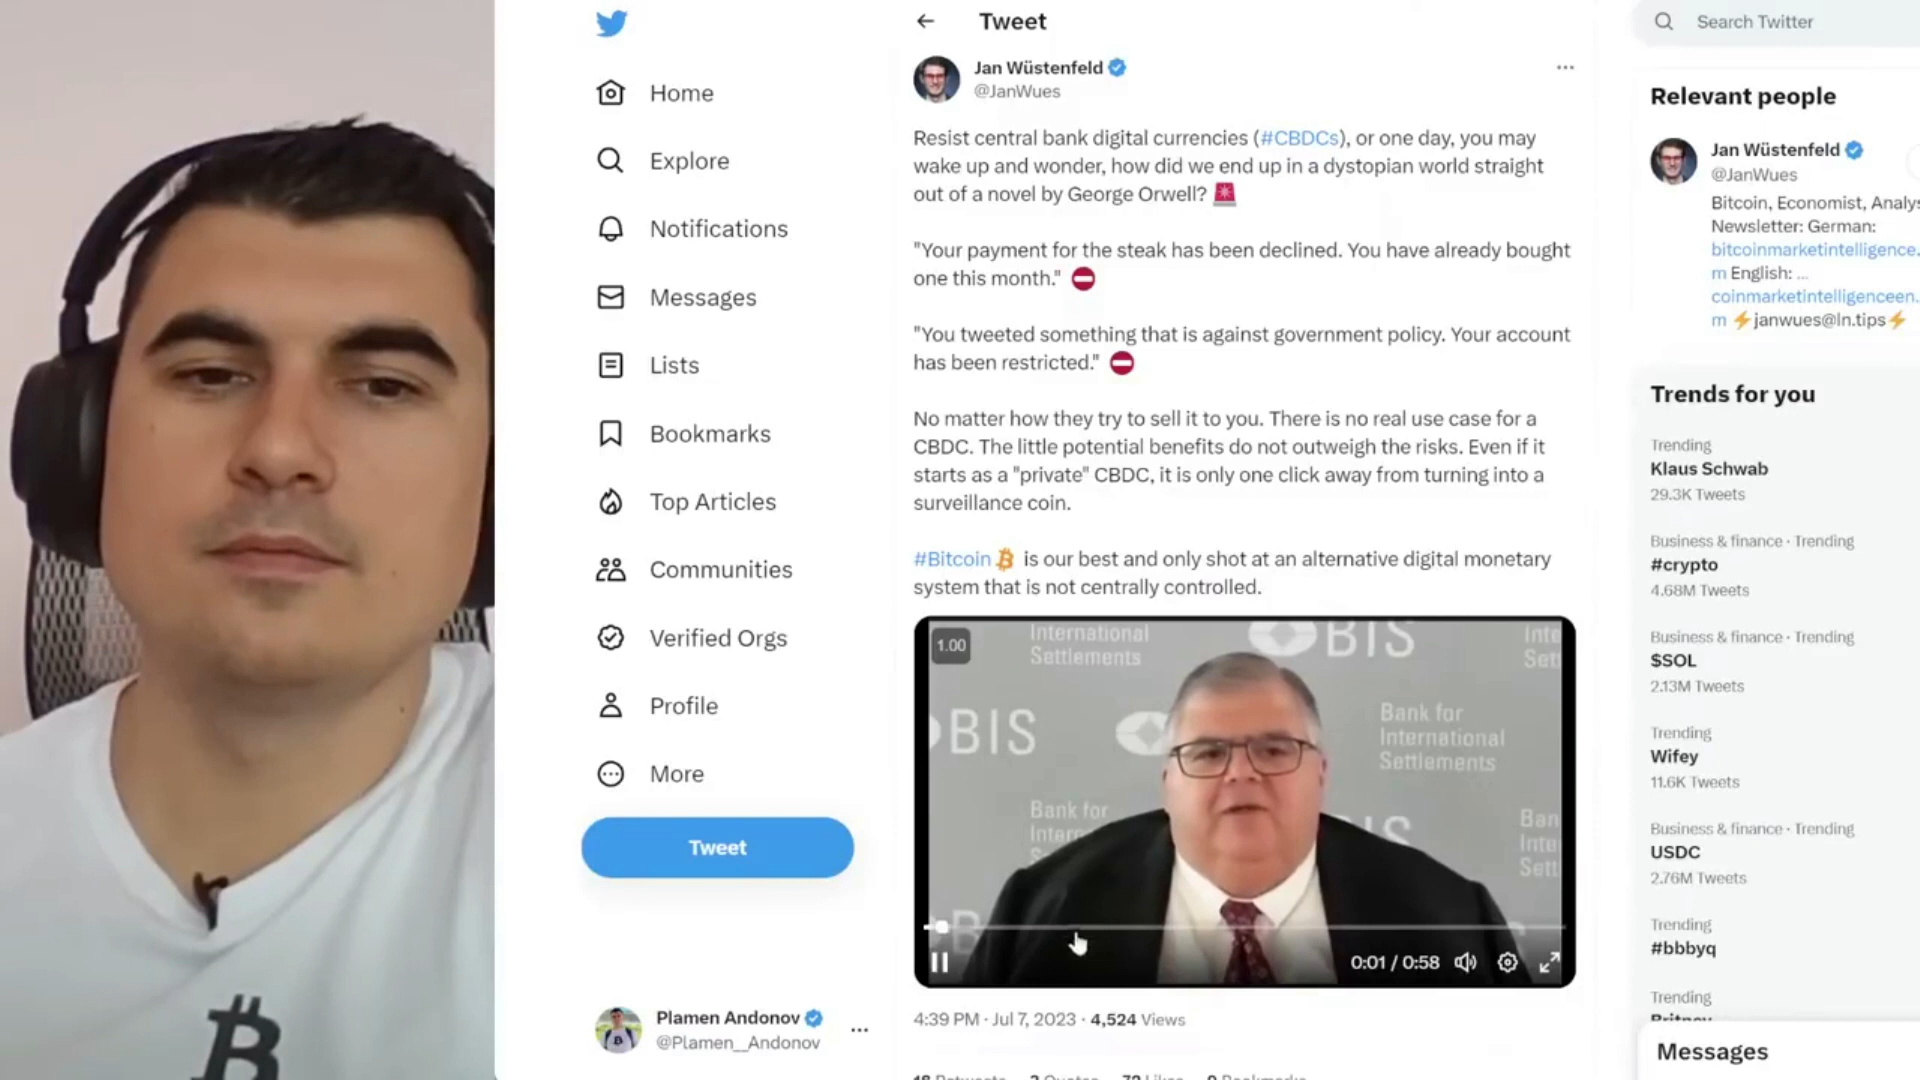 Home
Explore
Notifications
Messages
Lists
Bookmarks
Top Articles
Communities
Verified Orgs
Profile
More
Tweet
Plamen Andonov
@Plamen__Andonov
Tweet
Jan Wüstenfeld
@JanWues
Resist central bank digital currencies (#CBDCs), or one day, you may
wake up and wonder, how did we end up in a dystopian world straight
out of a novel by George Orwell?
"Your payment for the steak has been declined. You have already bought
one this month."
"You tweeted something that is against government policy. Your account
has been restricted."
No matter how they try to sell it to you. There is no real use case for a
CBDC. The little potential benefits do not outweigh the risks. Even if it
starts as a "private" CBDC, it is only one click away from turning into a
surveillance coin.
#Bitcoin is our best and only shot at an alternative digital monetary
system that is not centrally controlled.
1.00
International
Settlements
BIS
BIS
Bank for
International
Settlements
Bank for
0:01 / 0:58
4:39 PM · Jul 7, 2023 · 4,524 Views
Search Twitter
Relevant people
Jan Wüstenfeld
@JanWues
Bitcoin, Economist, Analys
Newsletter: German:
bitcoinmarketintelligence.
m English: ...
coinmarketintelligenceen.
m ⚡janwues@ln.tips⚡
Trends for you
Trending
Klaus Schwab
29.3K Tweets
Business & finance · Trending
#crypto
4.68M Tweets
Business & finance · Trending
$SOL
2.13M Tweets
Trending
Wifey
11.6K Tweets
Business & finance · Trending
USDC
2.76M Tweets
Trending
#bbbyq
Trending
Messages